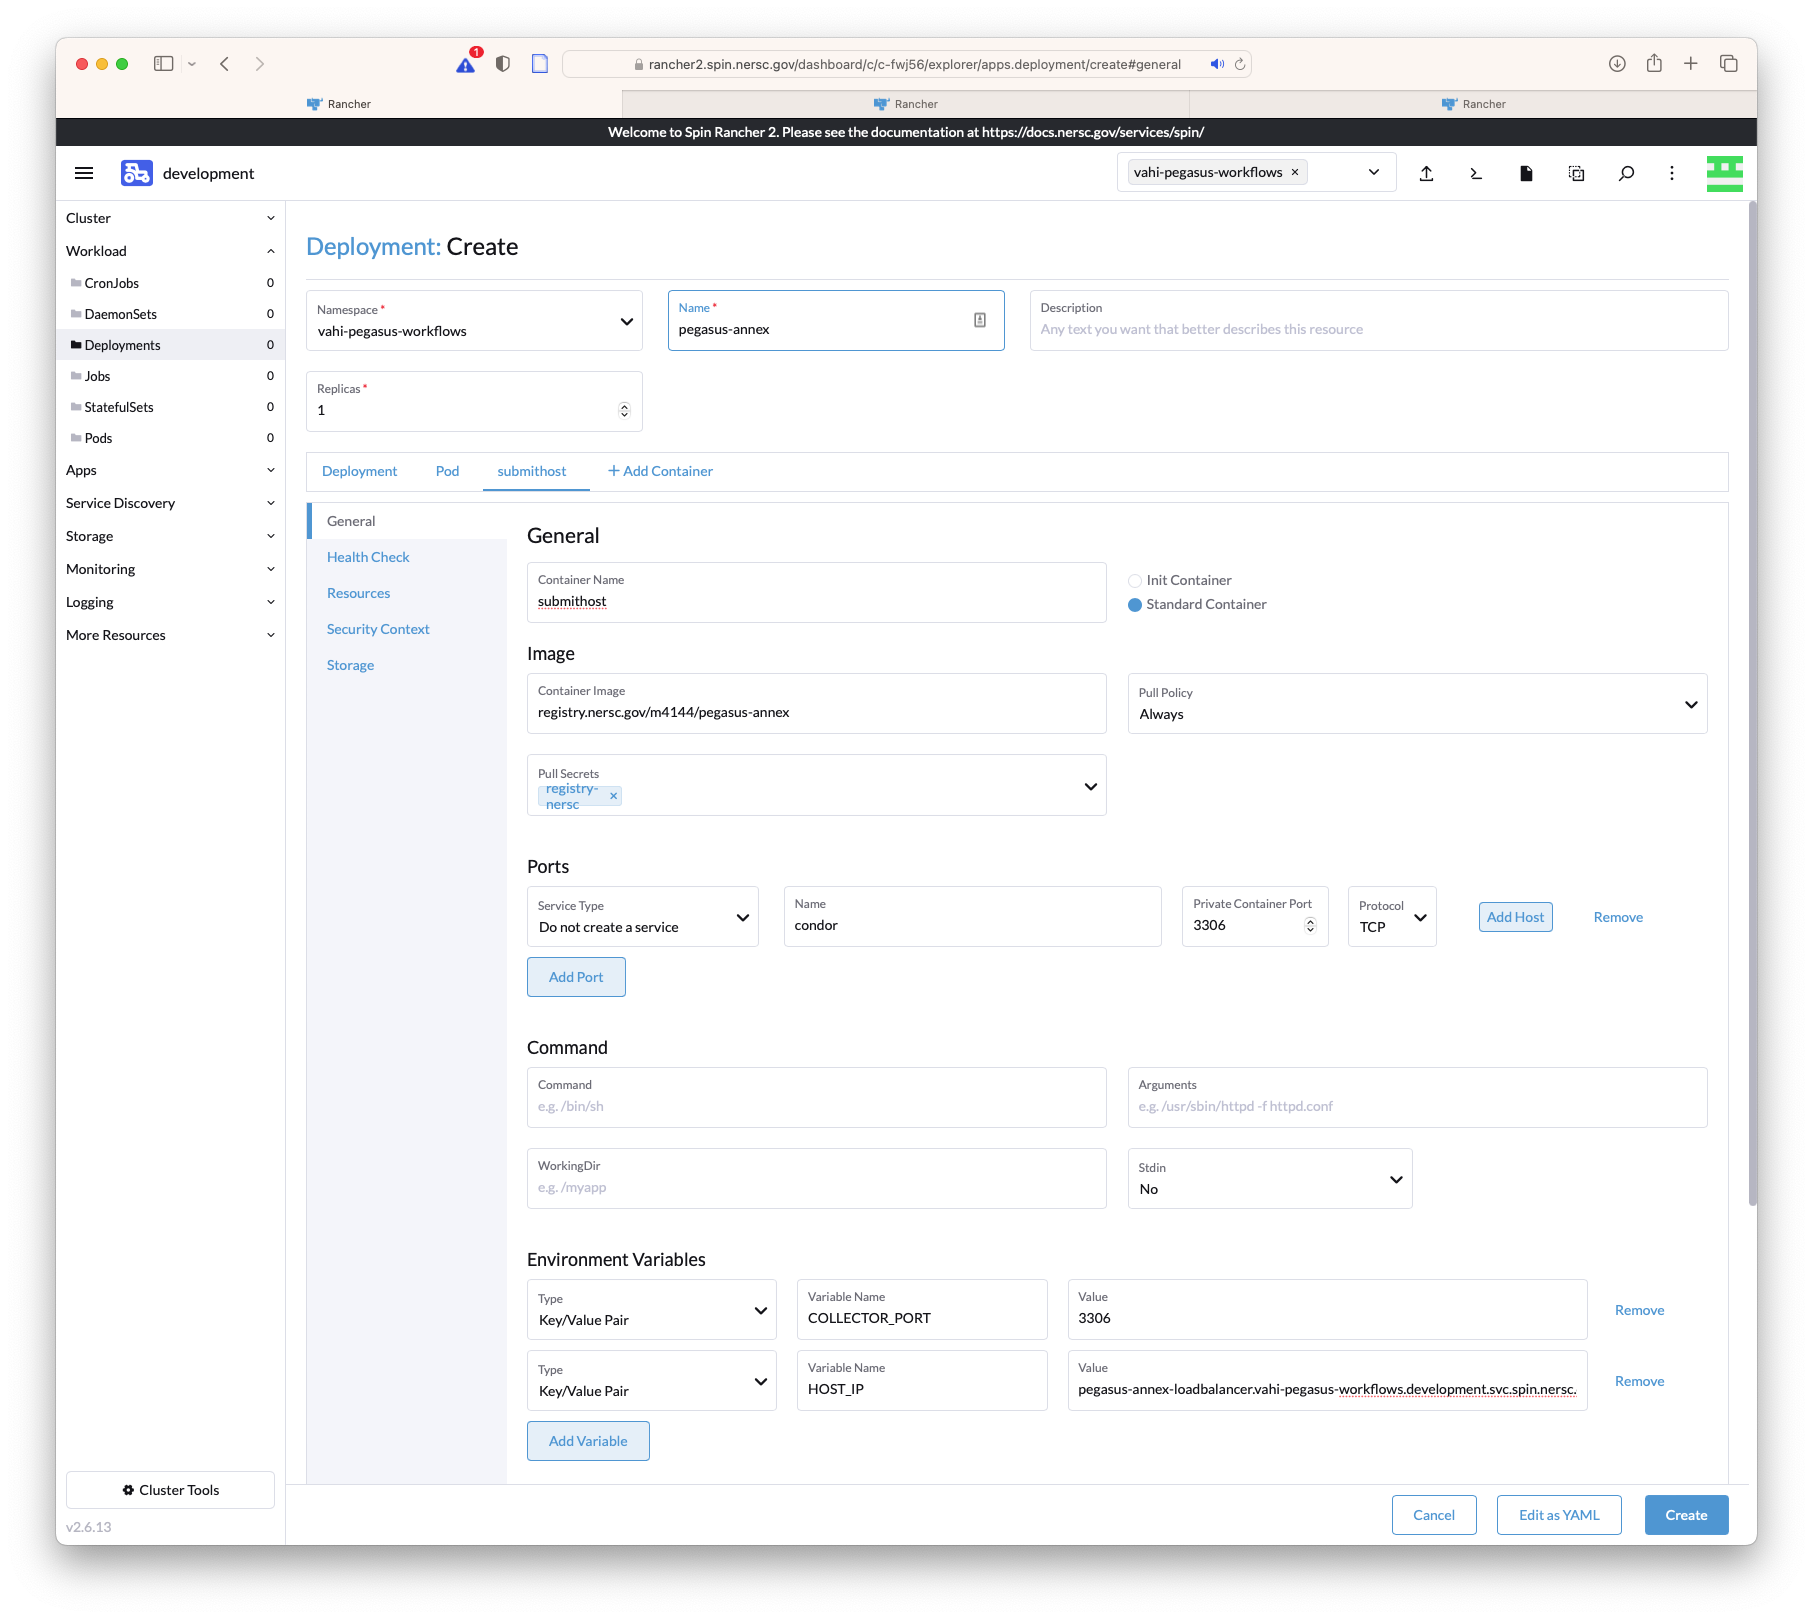 1
rancher2.spin.nersc.gov/dashboard/c/c-fwj56/explorer/apps.deployment/create#general
Rancher
Rancher
Rancher
Welcome to Spin Rancher 2. Please see the documentation at https://docs.nersc.gov/services/spin/
development
vahi-pegasus-workflows ×
Cluster
Workload
CronJobs 0
DaemonSets 0
Deployments 0
Jobs 0
StatefulSets 0
Pods 0
Apps
Service Discovery
Storage
Monitoring
Logging
More Resources
Cluster Tools
v2.6.13
Deployment: Create
Namespace *
vahi-pegasus-workflows
Name *
pegasus-annex
Description
Any text you want that better describes this resource
Replicas *
1
Deployment Pod submithost + Add Container
General
Health Check
Resources
Security Context
Storage
General
Container Name
submithost
Init Container
Standard Container
Image
Container Image
registry.nersc.gov/m4144/pegasus-annex
Pull Policy
Always
Pull Secrets
registry-
nersc ×
Ports
Service Type
Do not create a service
Name
condor
Private Container Port
3306
Protocol
TCP
Add Host
Remove
Add Port
Command
Command
e.g. /bin/sh
Arguments
e.g. /usr/sbin/httpd -f httpd.conf
WorkingDir
e.g. /myapp
Stdin
No
Environment Variables
Type
Key/Value Pair
Variable Name
COLLECTOR_PORT
Value
3306
Remove
Type
Key/Value Pair
Variable Name
HOST_IP
Value
pegasus-annex-loadbalancer.vahi-pegasus-workflows.development.svc.spin.nersc.
Remove
Add Variable
Cancel
Edit as YAML
Create